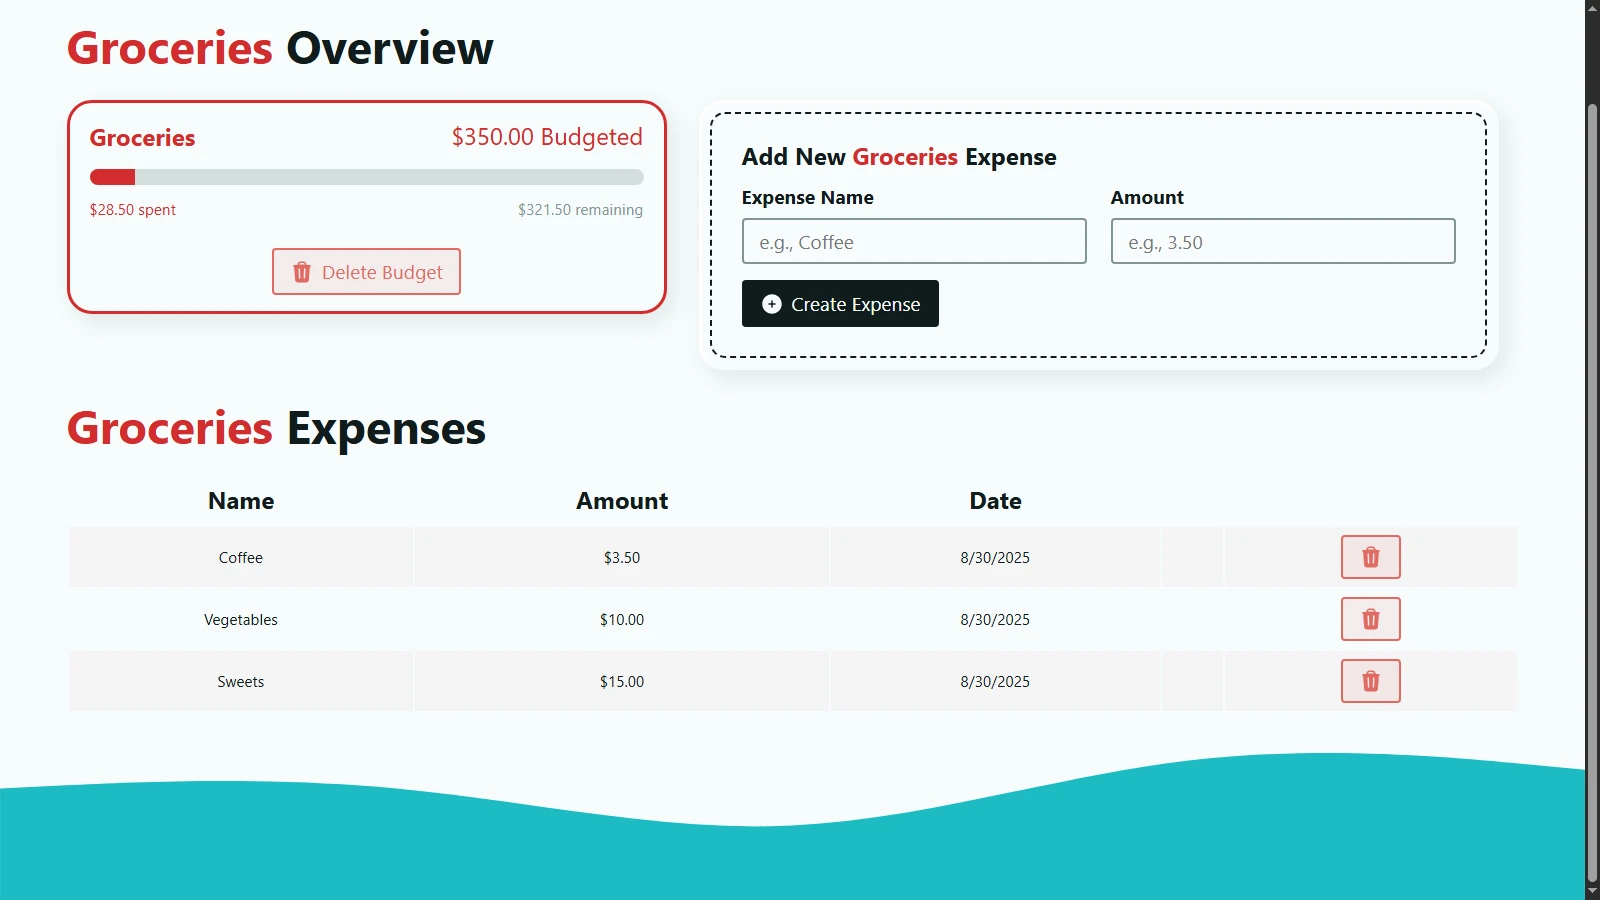 Groceries Overview
Groceries
$350.00 Budgeted
$28.50 spent
$321.50 remaining
Delete Budget
Add New Groceries Expense
Expense Name
Amount
e.g., Coffee
e.g., 3.50
Create Expense
Groceries Expenses
Name Amount Date
Coffee $3.50 8/30/2025
Vegetables $10.00 8/30/2025
Sweets $15.00 8/30/2025